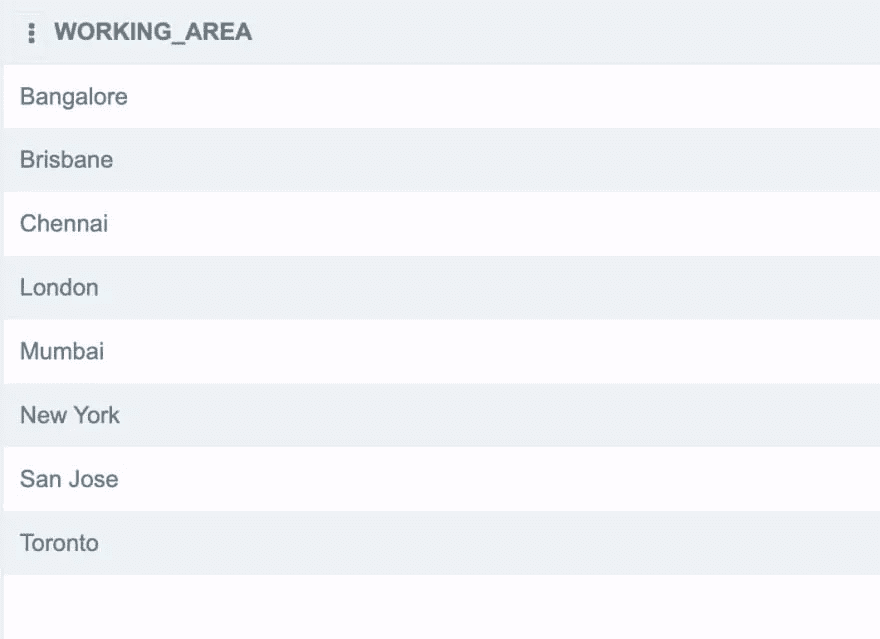 WORKING_AREA
Bangalore
Brisbane
Chennai
London
Mumbai
New York
San Jose
Toronto